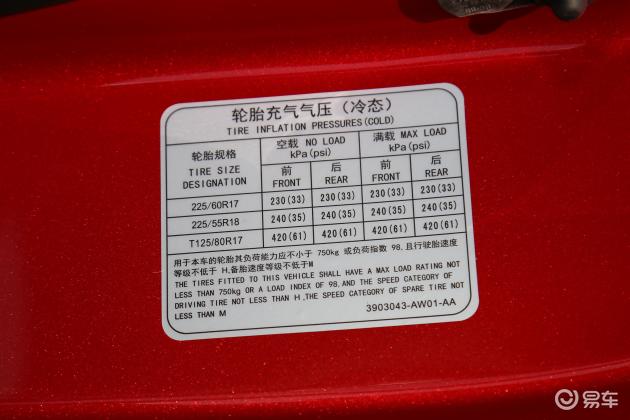 轮胎充气气压（冷态）
TIRE INFLATION PRESSURES(COLD)
轮胎规格 TIRE SIZE DESIGNATION 空载 NO LOAD kPa(psi) 满载 MAX LOAD kPa(psi)
前 FRONT 后 REAR 前 FRONT 后 REAR
225/60R17 230(33) 230(33) 230(33) 230(33)
225/55R18 240(35) 240(35) 240(35) 240(35)
T125/80R17 420(61) 420(61) 420(61) 420(61)
用于本车的轮胎其负荷能力应不小于 750kg 或负荷指数 98,且行驶速度
等级不低于 H,备胎速度等级不低于M
THE TIRES FITTED TO THIS VEHICLE SHALL HAVE A MAX LOAD RATING NOT
LESS THAN 750kg OR A LOAD INDEX OF 98,AND THE SPEED CATEGORY OF
DRIVING TIRE NOT LESS THAN H ,THE SPEED CATEGORY OF SPARE TIRE NOT
LESS THAN M
3903043-AW01-AA
易车